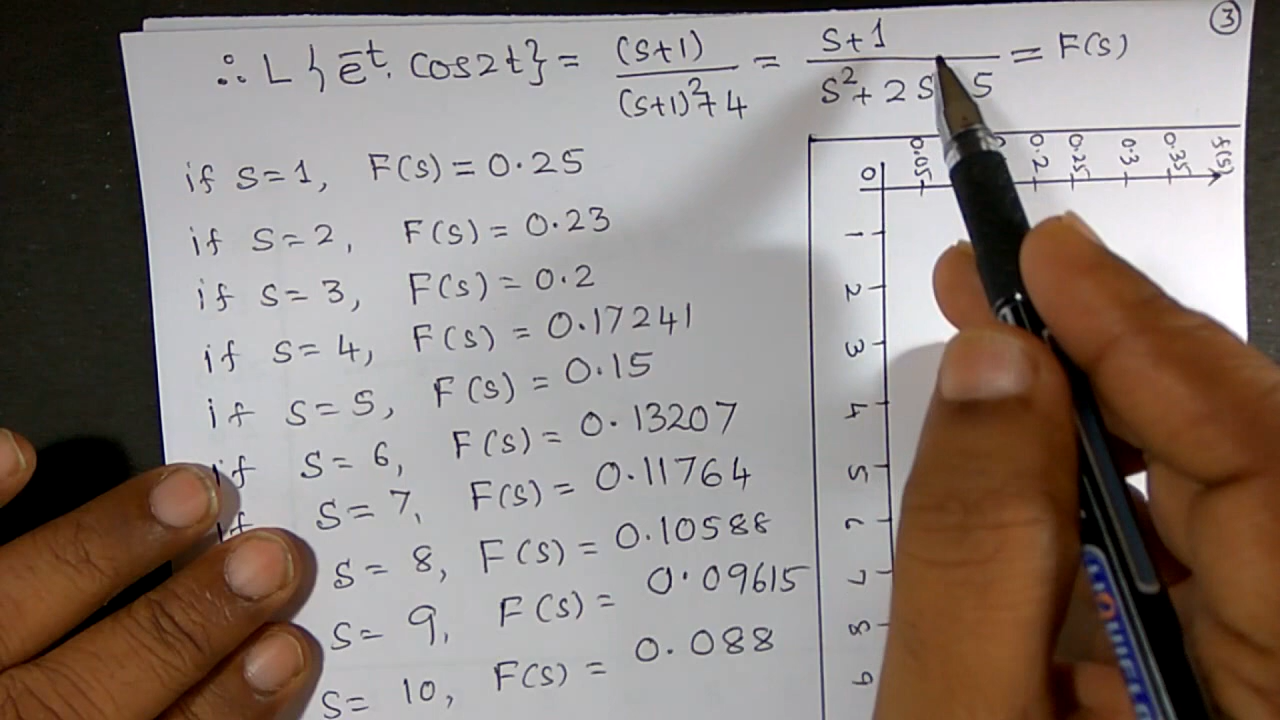 ③
∴ L{e⁻ᵗ. cos2t} = (s+1)/((s+1)²+4) = s+1/(s²+2s 5) = F(s)
if s=1, F(s) = 0.25
if s=2, F(s) = 0.23
if s=3, F(s) = 0.2
if s=4, F(s) = 0.17241
if s=5, F(s) = 0.15
if s=6, F(s) = 0.13207
if s=7, F(s) = 0.11764
s=8, F(s) = 0.10588
s=9, F(s) = 0.09615
s=10, F(s) = 0.088
0.05 0.2 0.25 0.3 0.35 f(s)
0
1
2
3
4
5
6
7
8
9